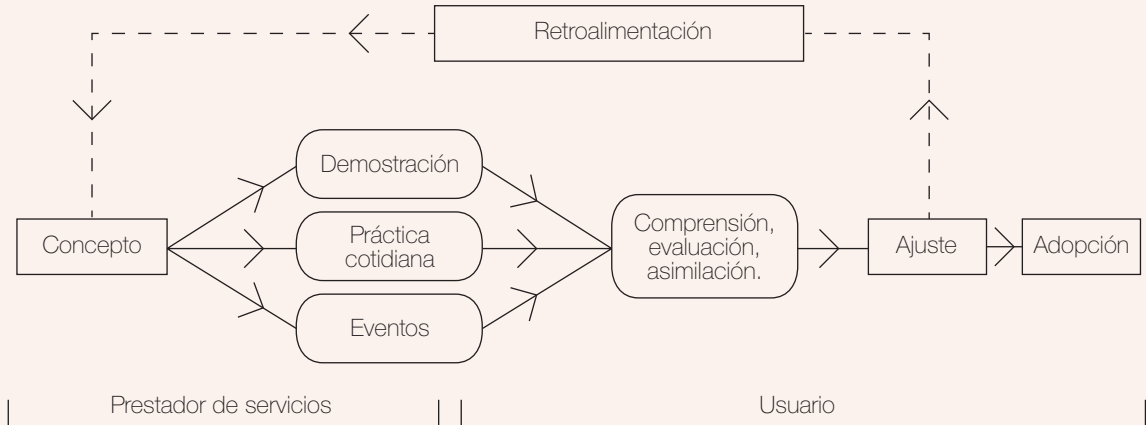 Retroalimentación
Demostración
Concepto
Práctica
cotidiana
Comprensión,
evaluación,
asimilación.
Ajuste
Adopción
Eventos
Prestador de servicios
Usuario